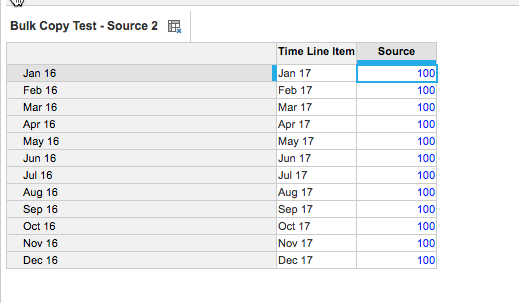 Bulk Copy Test - Source 2
Time Line Item Source
Jan 16 Jan 17 100
Feb 16 Feb 17 100
Mar 16 Mar 17 100
Apr 16 Apr 17 100
May 16 May 17 100
Jun 16 Jun 17 100
Jul 16 Jul 17 100
Aug 16 Aug 17 100
Sep 16 Sep 17 100
Oct 16 Oct 17 100
Nov 16 Nov 17 100
Dec 16 Dec 17 100